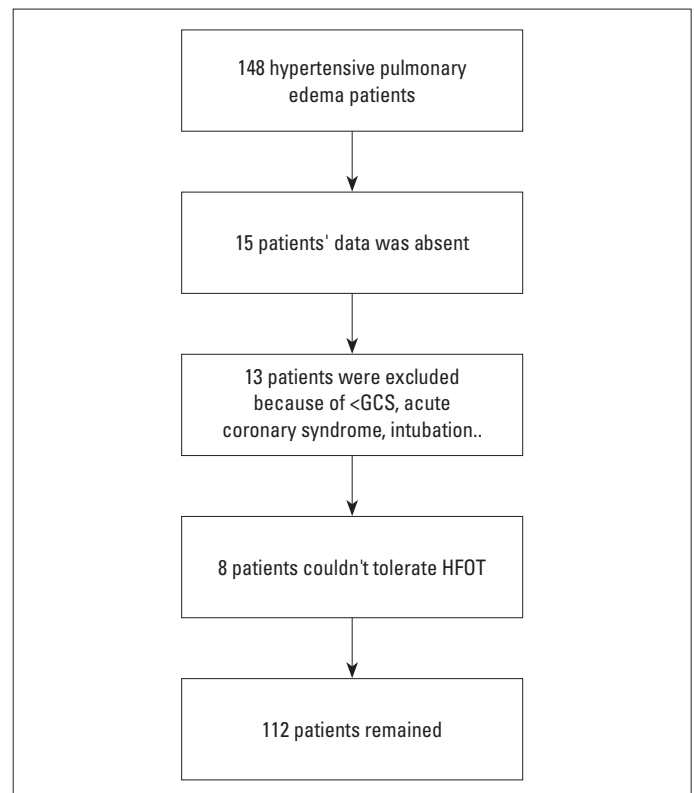 148 hypertensive pulmonary
edema patients
15 patients' data was absent
13 patients were excluded
because of <GCS, acute
coronary syndrome, intubation..
8 patients couldn't tolerate HFOT
112 patients remained